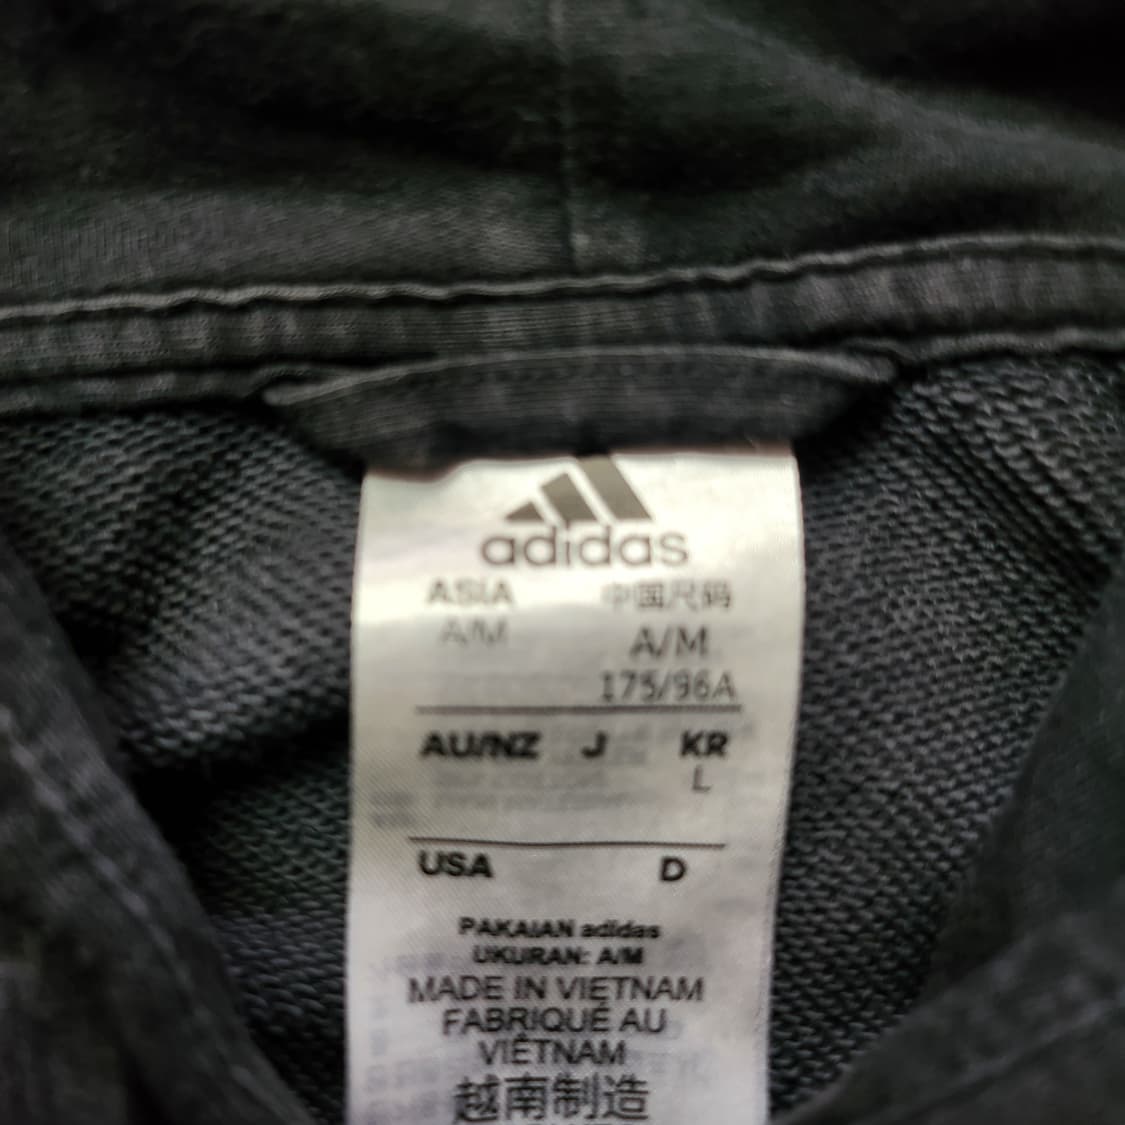 adidas
ASIA 中国尺码
A/M A/M
175/96A
AU/NZ J KR
L
USA D
PAKAIAN adidas
UKURAN: A/M
MADE IN VIETNAM
FABRIQUÉ AU
VIÊTNAM
越南制造